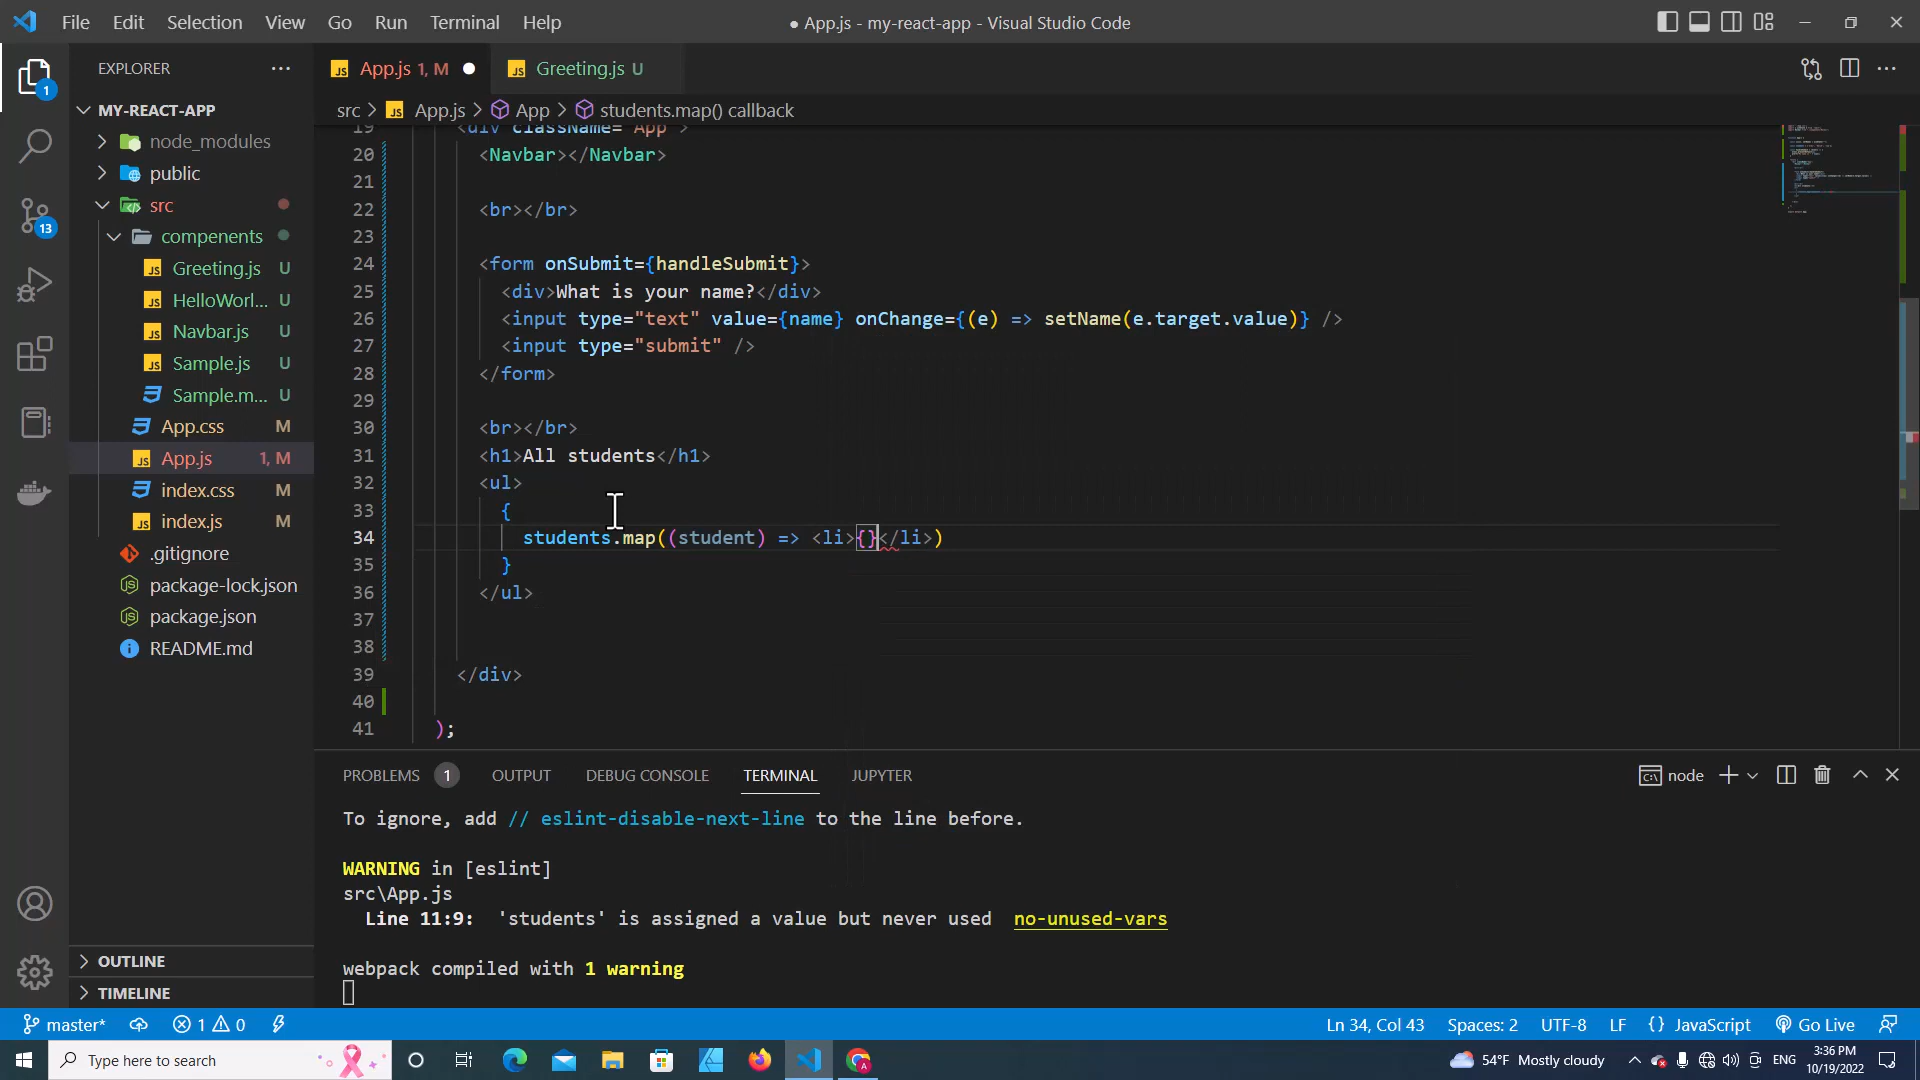 File Edit Selection View Go Run Terminal Help
● App.js - my-react-app - Visual Studio Code
EXPLORER
1
MY-REACT-APP
node_modules
public
src
compenents
Greeting.js U
HelloWorl... U
Navbar.js U
Sample.js U
Sample.m... U
App.css M
App.js 1, M
index.css M
index.js M
.gitignore
package-lock.json
package.json
README.md
13
OUTLINE
TIMELINE
JS App.js 1, M
JS Greeting.js U
src > JS App.js > App > students.map() callback
19 <div className="App">
20 <Navbar></Navbar>
21
22 <br></br>
23
24 <form onSubmit={handleSubmit}>
25 <div>What is your name?</div>
26 <input type="text" value={name} onChange={(e) => setName(e.target.value)} />
27 <input type="submit" />
28 </form>
29
30 <br></br>
31 <h1>All students</h1>
32 <ul>
33 {
34 students.map((student) => <li>{}</li>)
35 }
36 </ul>
37
38
39 </div>
40
41 );
PROBLEMS 1 OUTPUT DEBUG CONSOLE TERMINAL JUPYTER
node
To ignore, add // eslint-disable-next-line to the line before.
WARNING in [eslint]
src\App.js
Line 11:9: 'students' is assigned a value but never used no-unused-vars
webpack compiled with 1 warning
master* 1 0
Ln 34, Col 43 Spaces: 2 UTF-8 LF {} JavaScript Go Live
Type here to search
54°F Mostly cloudy
ENG
3:36 PM
10/19/2022